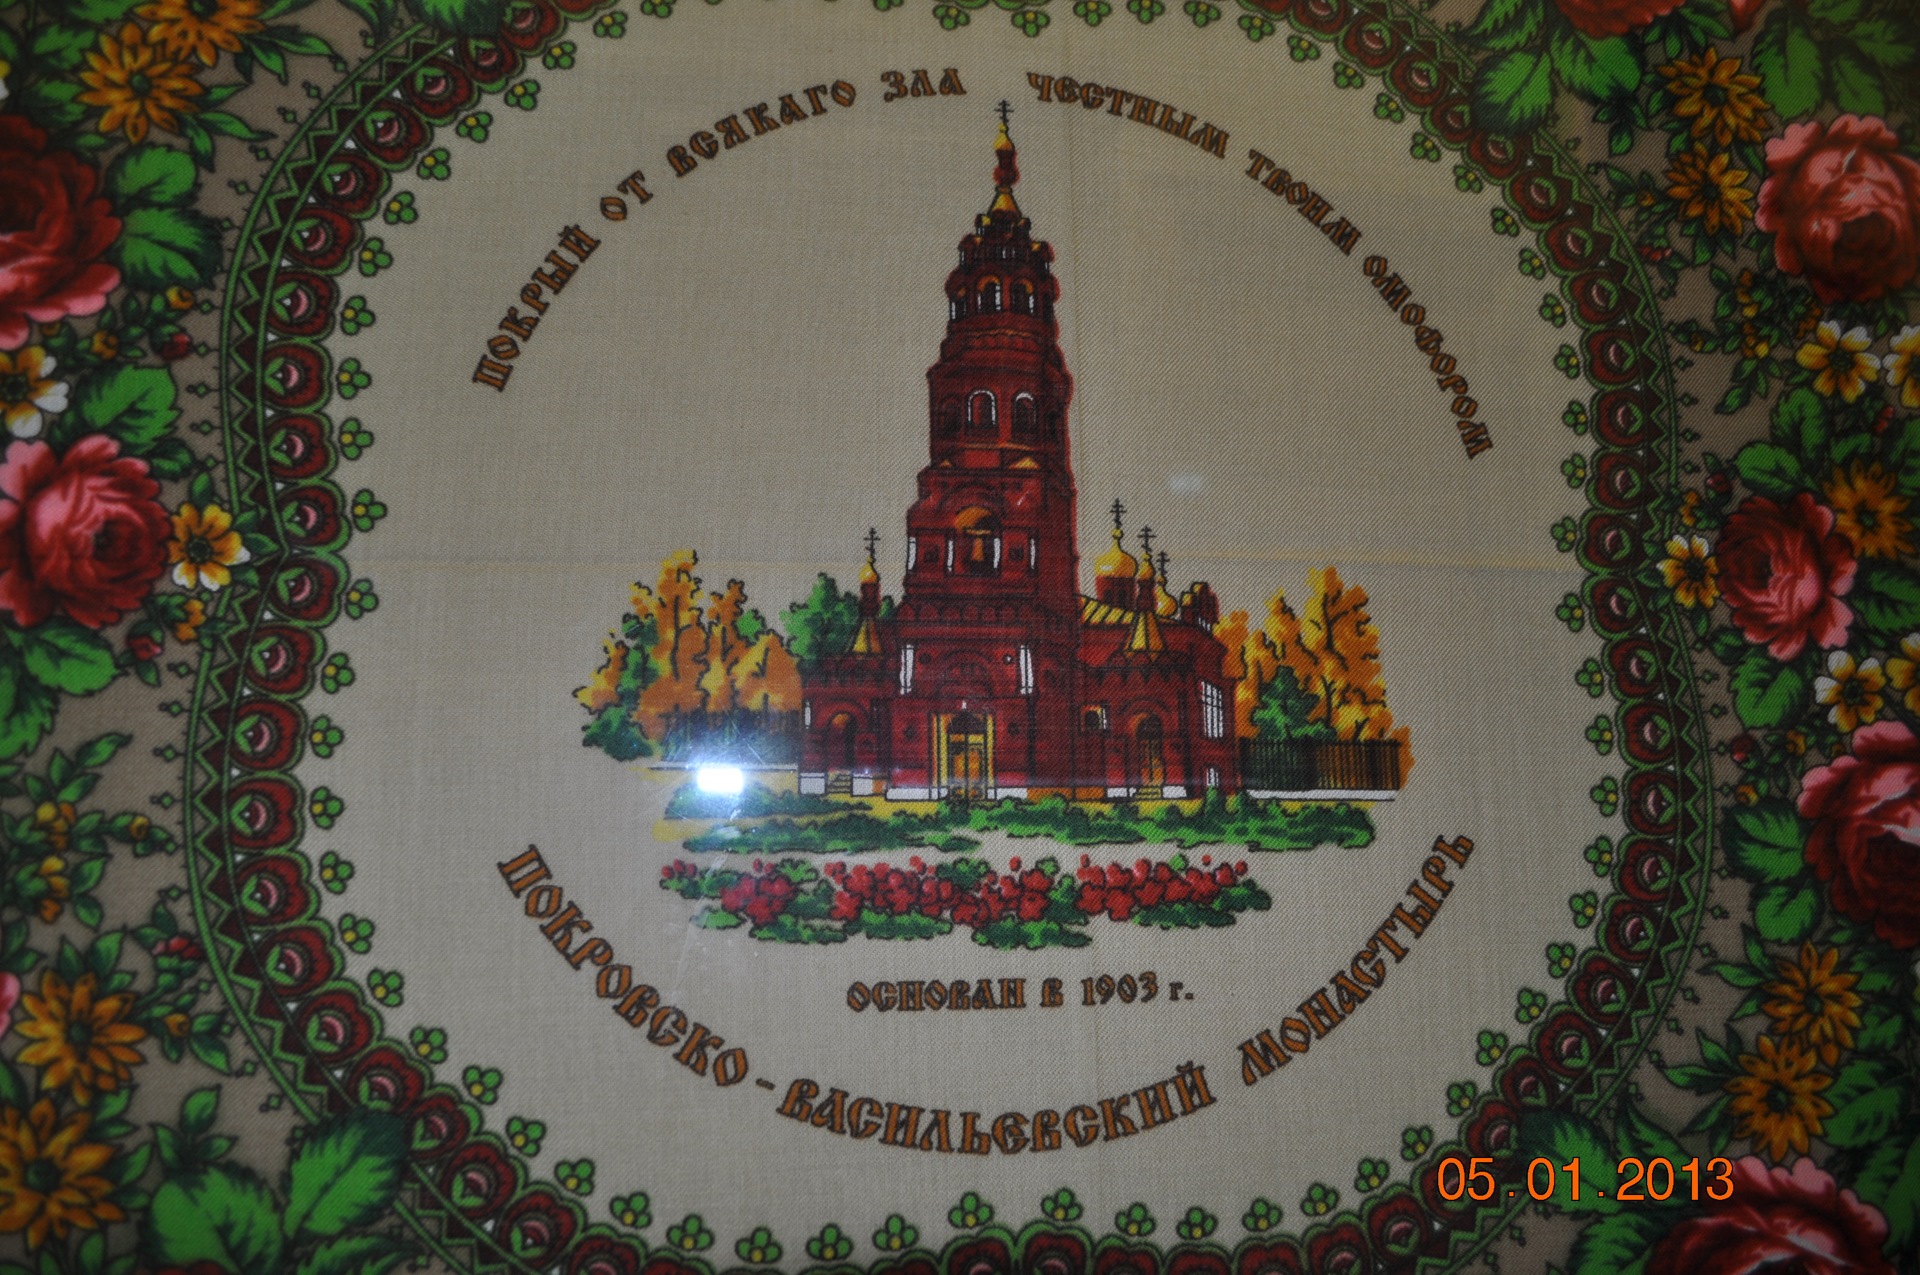 ПОКРЫЙ ОТ ВСЯКАГО ЗЛА ЧЕСТНЫМ ТВОИМ ОМОФОРОМ
ОСНОВАН В 1903 г.
ПОКРОВСКО-ВАСИЛЬЕВСКИЙ МОНАСТЫРЬ
05.01.2013